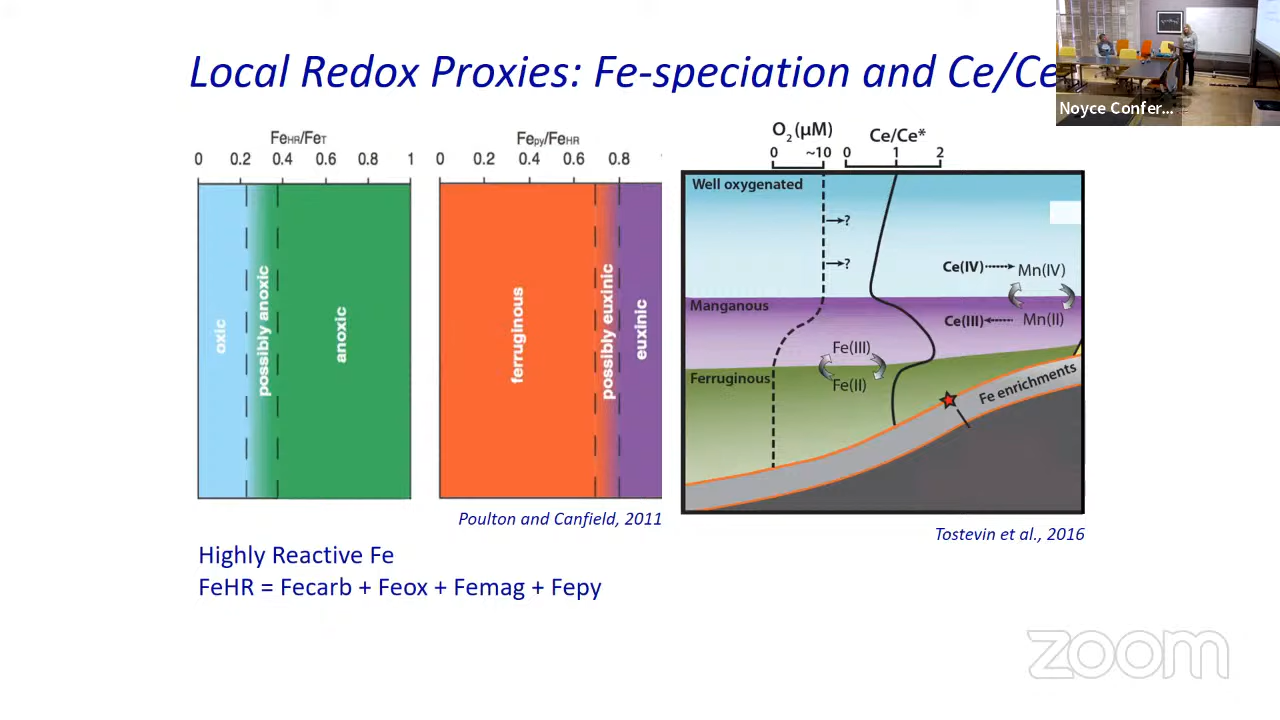 Local Redox Proxies: Fe-speciation and Ce/Ce
Noyce Confer...
FeHR/FeT
0 0.2 0.4 0.6 0.8 1
oxic
possibly anoxic
anoxic
Fepy/FeHR
0 0.2 0.4 0.6 0.8
ferruginous
possibly euxinic
euxinic
Poulton and Canfield, 2011
O2 (µM)
0 ~10
Ce/Ce*
0 1 2
Well oxygenated
?
?
Ce(IV) Mn(IV)
Manganous
Ce(III) Mn(II)
Fe(III)
Ferruginous
Fe(II)
Fe enrichments
Tostevin et al., 2016
Highly Reactive Fe
FeHR = Fecarb + Feox + Femag + Fepy
zoom